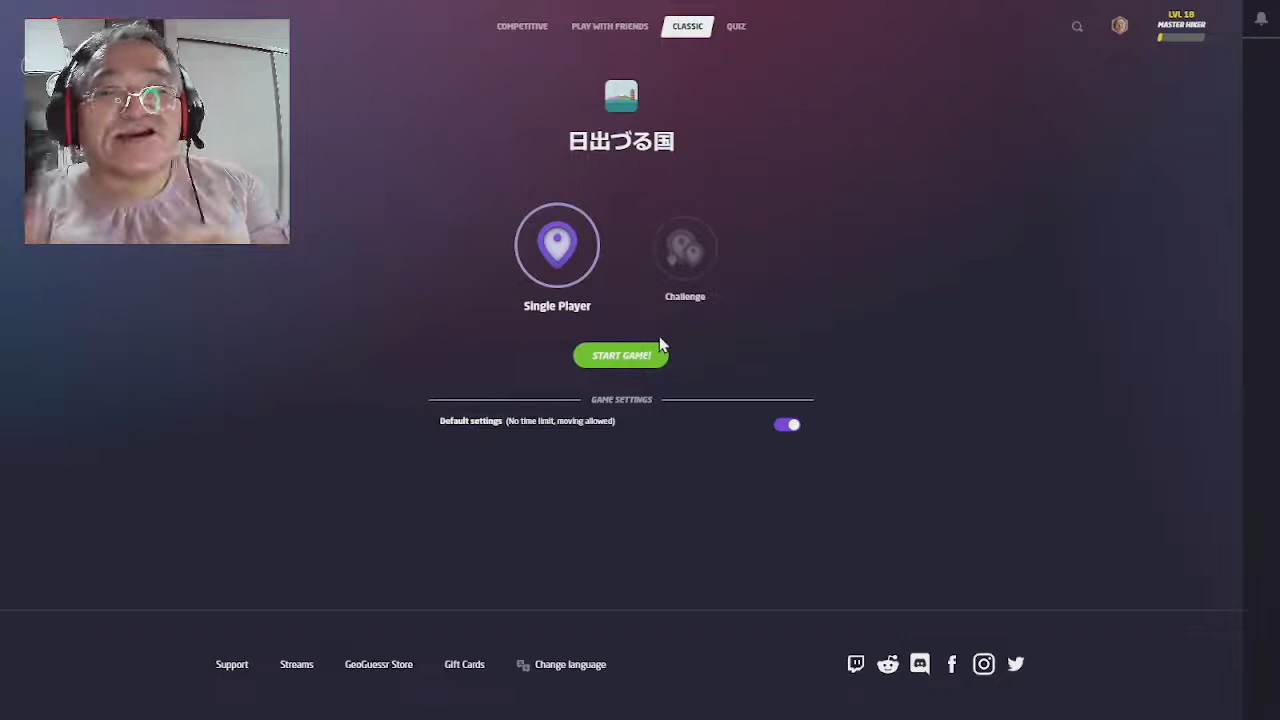 COMPETITIVE
PLAY WITH FRIENDS
CLASSIC
QUIZ
LVL 18
MASTER HIKER
日出づる国
Single Player
Challenge
START GAME!
GAME SETTINGS
Default settings (No time limit, moving allowed)
Support
Streams
GeoGuessr Store
Gift Cards
Change language